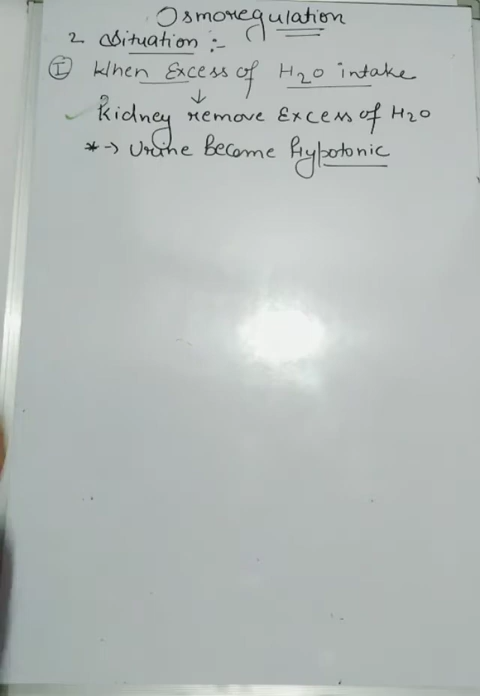 Osmoregulation
2 Situation :-
(I) When Excess of H2O intake
↓
Kidney remove Excess of H2O
* → Urine Become Hypotonic